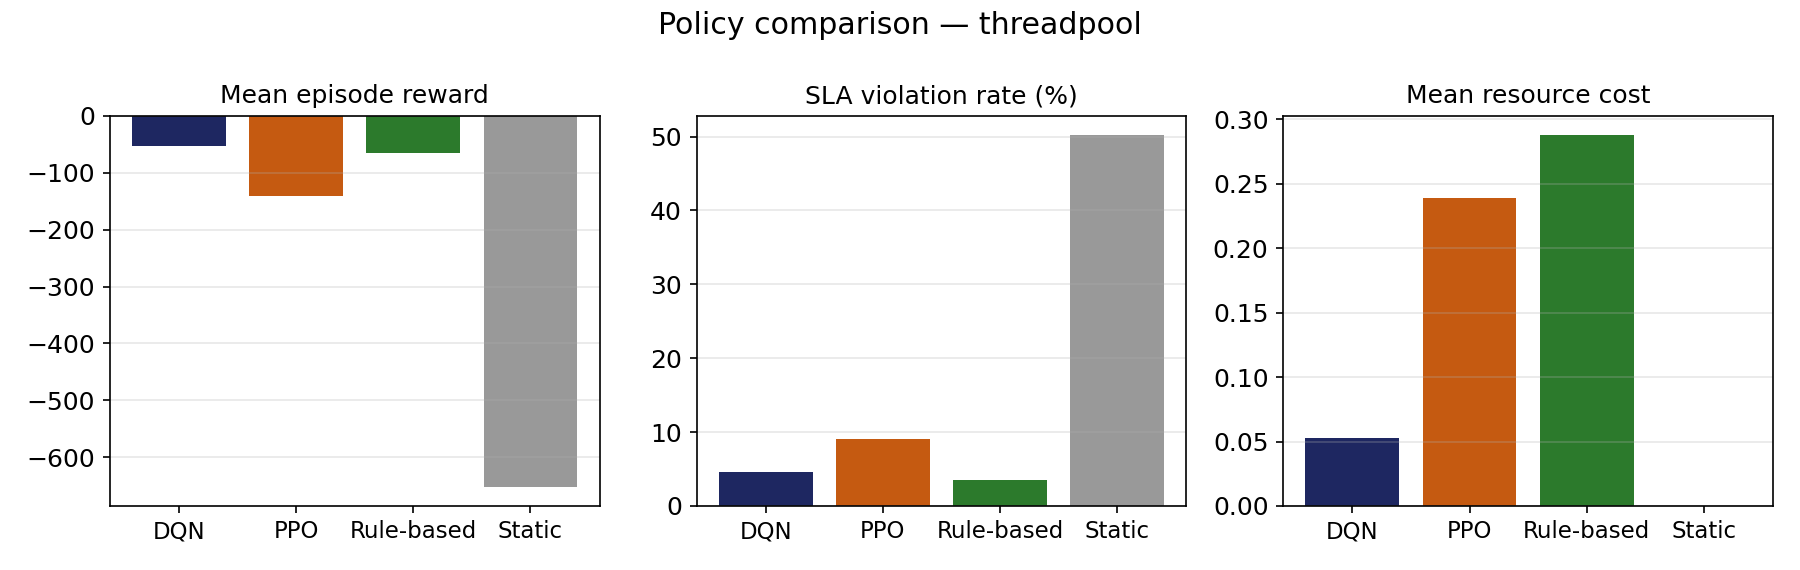 Policy comparison — threadpool
Mean episode reward
0
−100
−200
−300
−400
−500
−600
DQN PPO Rule-based Static
SLA violation rate (%)
50
40
30
20
10
0
DQN PPO Rule-based Static
Mean resource cost
0.30
0.25
0.20
0.15
0.10
0.05
0.00
DQN PPO Rule-based Static